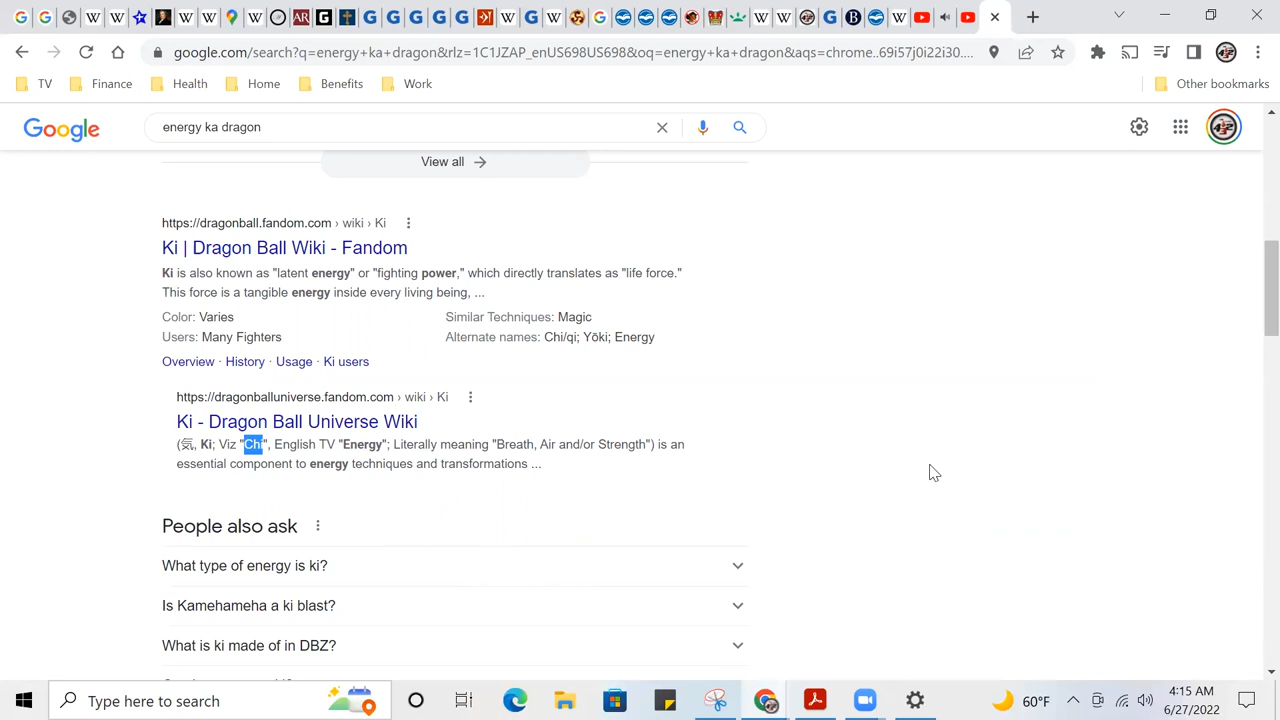 google.com/search?q=energy+ka+dragon&rlz=1C1JZAP_enUS698US698&oq=energy+ka+dragon&aqs=chrome..69i57j0i22i30....
TV Finance Health Home Benefits Work Other bookmarks
Google energy ka dragon
View all
https://dragonball.fandom.com › wiki › Ki
Ki | Dragon Ball Wiki - Fandom
Ki is also known as "latent energy" or "fighting power," which directly translates as "life force."
This force is a tangible energy inside every living being, ...
Color: Varies Similar Techniques: Magic
Users: Many Fighters Alternate names: Chi/qi; Yōki; Energy
Overview · History · Usage · Ki users
https://dragonballuniverse.fandom.com › wiki › Ki
Ki - Dragon Ball Universe Wiki
(気, Ki; Viz "Chi", English TV "Energy"; Literally meaning "Breath, Air and/or Strength") is an
essential component to energy techniques and transformations ...
People also ask
What type of energy is ki?
Is Kamehameha a ki blast?
What is ki made of in DBZ?
Type here to search
60°F
4:15 AM
6/27/2022